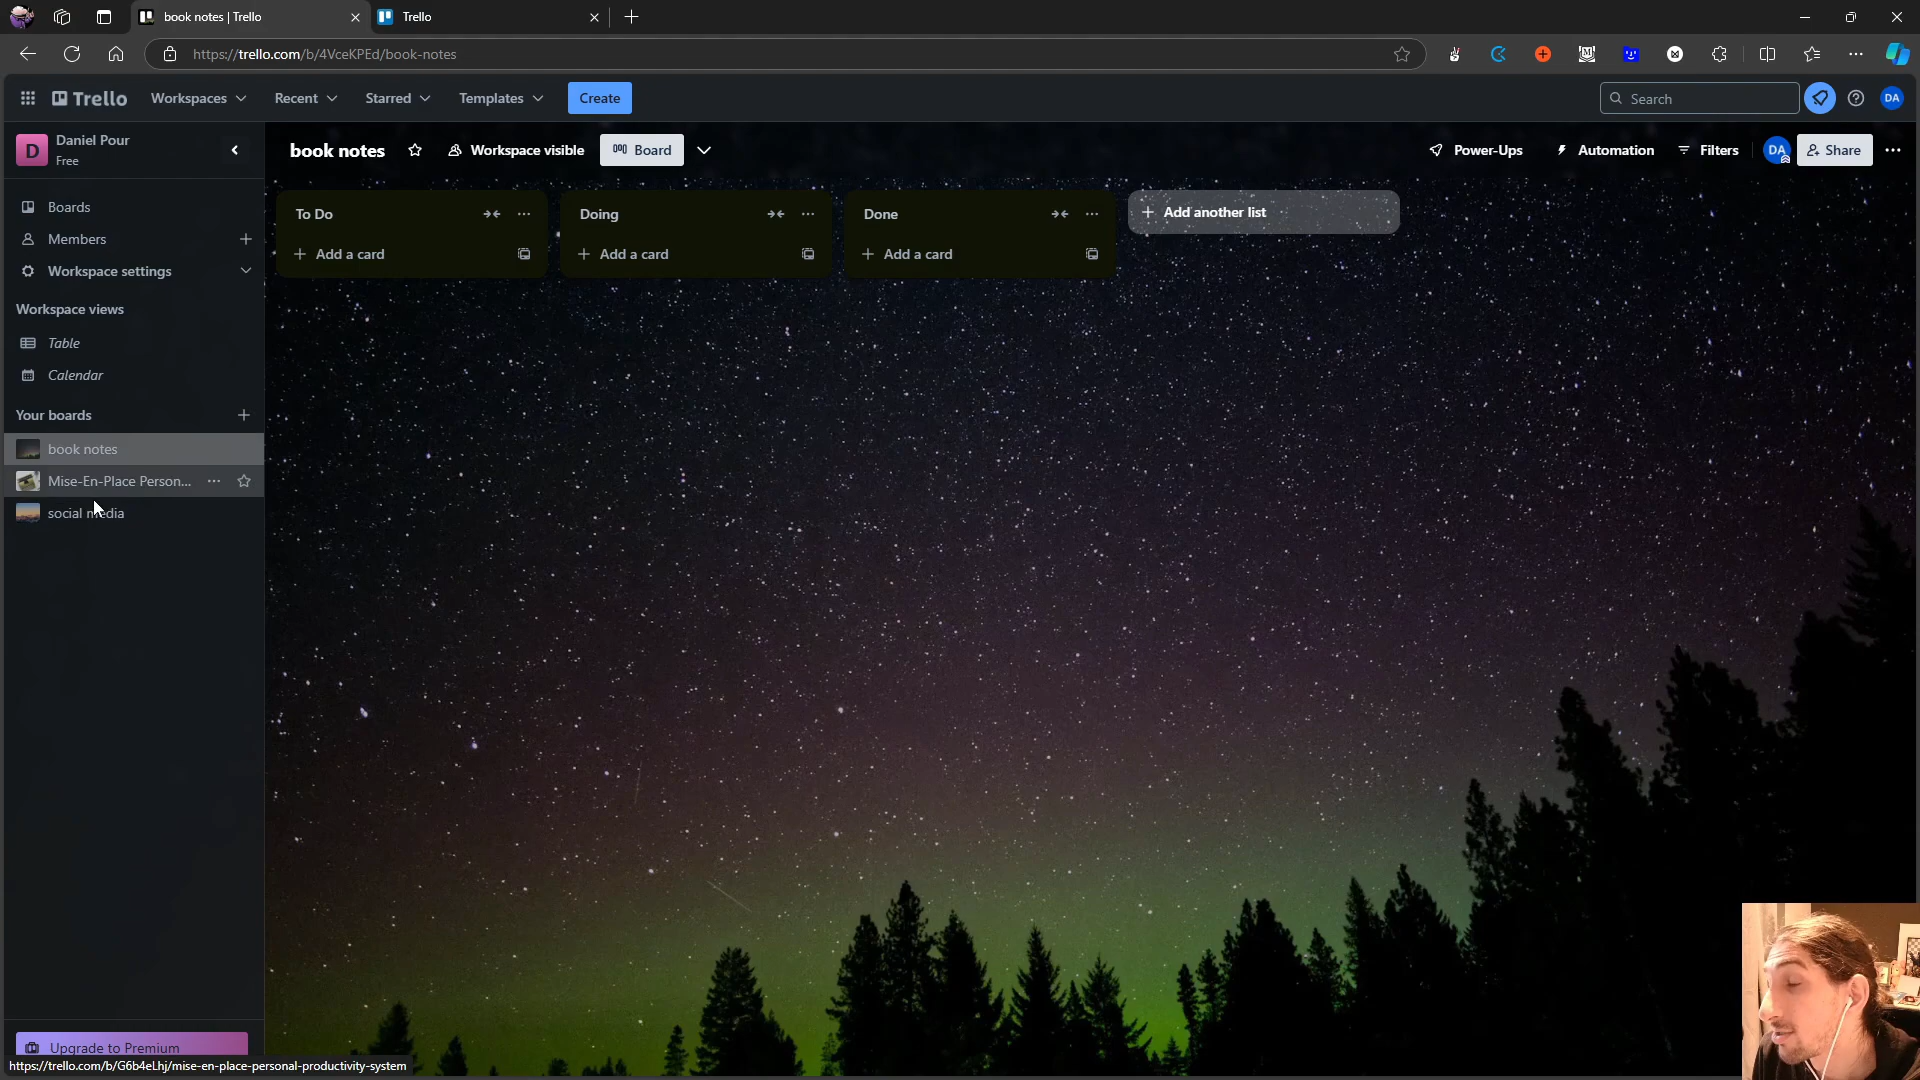 book notes | Trello
Trello
https://trello.com/b/4VceKPEd/book-notes
Trello
Workspaces
Recent
Starred
Templates
Create
Search
DA
D
Daniel Pour
Free
book notes
Workspace visible
Board
Power-Ups
Automation
Filters
DA
Share
Boards
Members
Workspace settings
Workspace views
Table
Calendar
Your boards
book notes
Mise-En-Place Person...
social media
To Do
Add a card
Doing
Add a card
Done
Add a card
Add another list
Upgrade to Premium
https://trello.com/b/G6b4eLhj/mise-en-place-personal-productivity-system